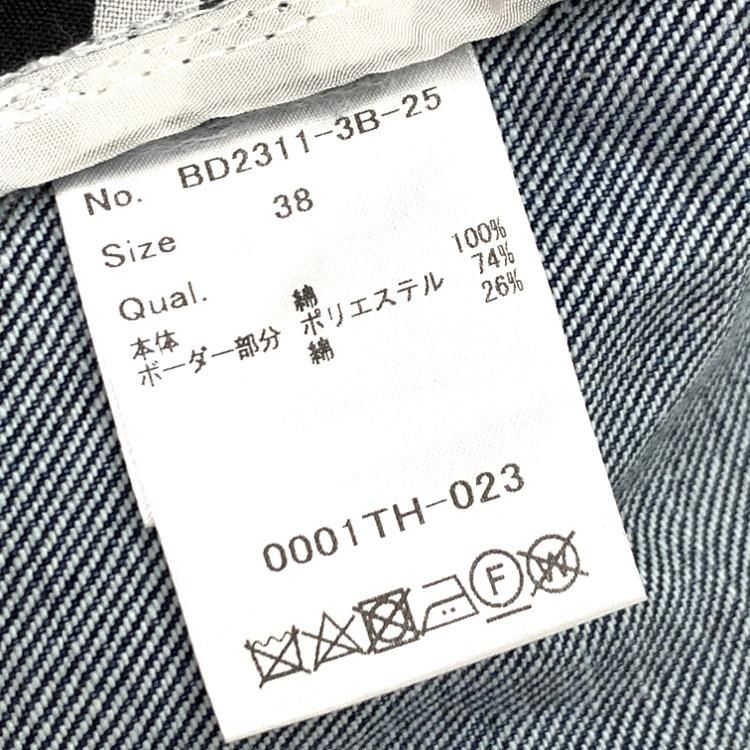 No. BD2311-3B-25
Size 38
Qual.
本体 綿 100%
ボーダー部分 ポリエステル 74%
綿 26%
0001TH-023
F W